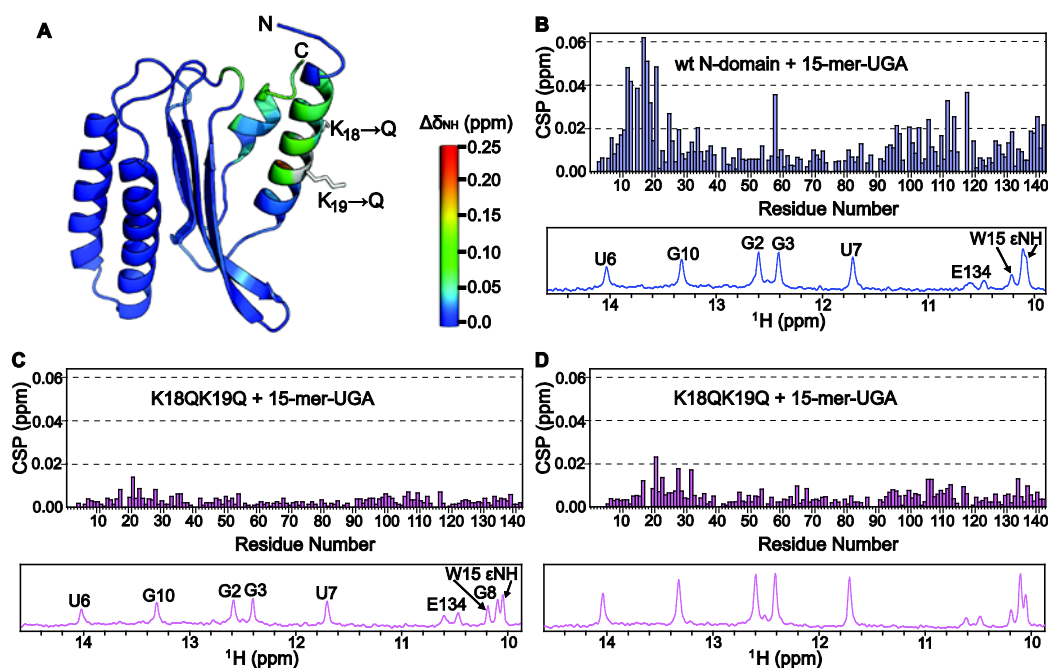 A
N
C
K18→Q
K19→Q
ΔδNH (ppm)
0.25
0.20
0.15
0.10
0.05
0.0
B
CSP (ppm)
0.06
0.04
0.02
0.00
wt N-domain + 15-mer-UGA
10 20 30 40 50 60 70 80 90 100 110 120 130 140
Residue Number
U6 G10 G2 G3 U7 E134 W15 εNH
14 13 12 11 10
1H (ppm)
C
CSP (ppm)
0.06
0.04
0.02
0.00
K18QK19Q + 15-mer-UGA
10 20 30 40 50 60 70 80 90 100 110 120 130 140
Residue Number
U6 G10 G2 G3 U7 E134 W15 εNH
G8
14 13 12 11 10
1H (ppm)
D
CSP (ppm)
0.06
0.04
0.02
0.00
K18QK19Q + 15-mer-UGA
10 20 30 40 50 60 70 80 90 100 110 120 130 140
Residue Number
14 13 12 11 10
1H (ppm)